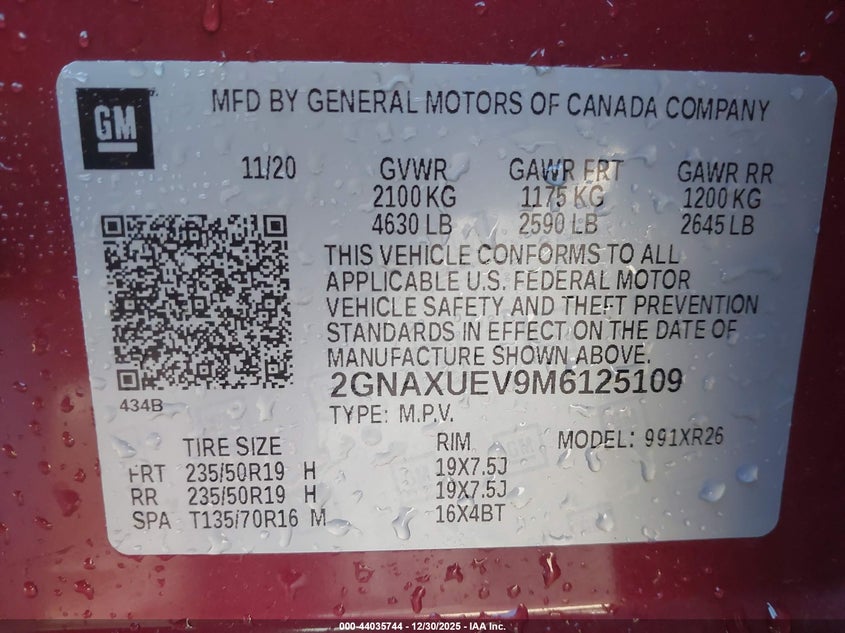 GM
MFD BY GENERAL MOTORS OF CANADA COMPANY
11/20 GVWR GAWR FRT GAWR RR
2100 KG 1175 KG 1200 KG
4630 LB 2590 LB 2645 LB
THIS VEHICLE CONFORMS TO ALL
APPLICABLE U.S. FEDERAL MOTOR
VEHICLE SAFETY AND THEFT PREVENTION
STANDARDS IN EFFECT ON THE DATE OF
MANUFACTURE SHOWN ABOVE.
2GNAXUEV9M6125109
434B
TYPE: M.P.V.
TIRE SIZE RIM MODEL: 991XR26
FRT 235/50R19 H 19X7.5J
RR 235/50R19 H 19X7.5J
SPA T135/70R16 M 16X4BT
000-44035744 - 12/30/2025 - IAA Inc.